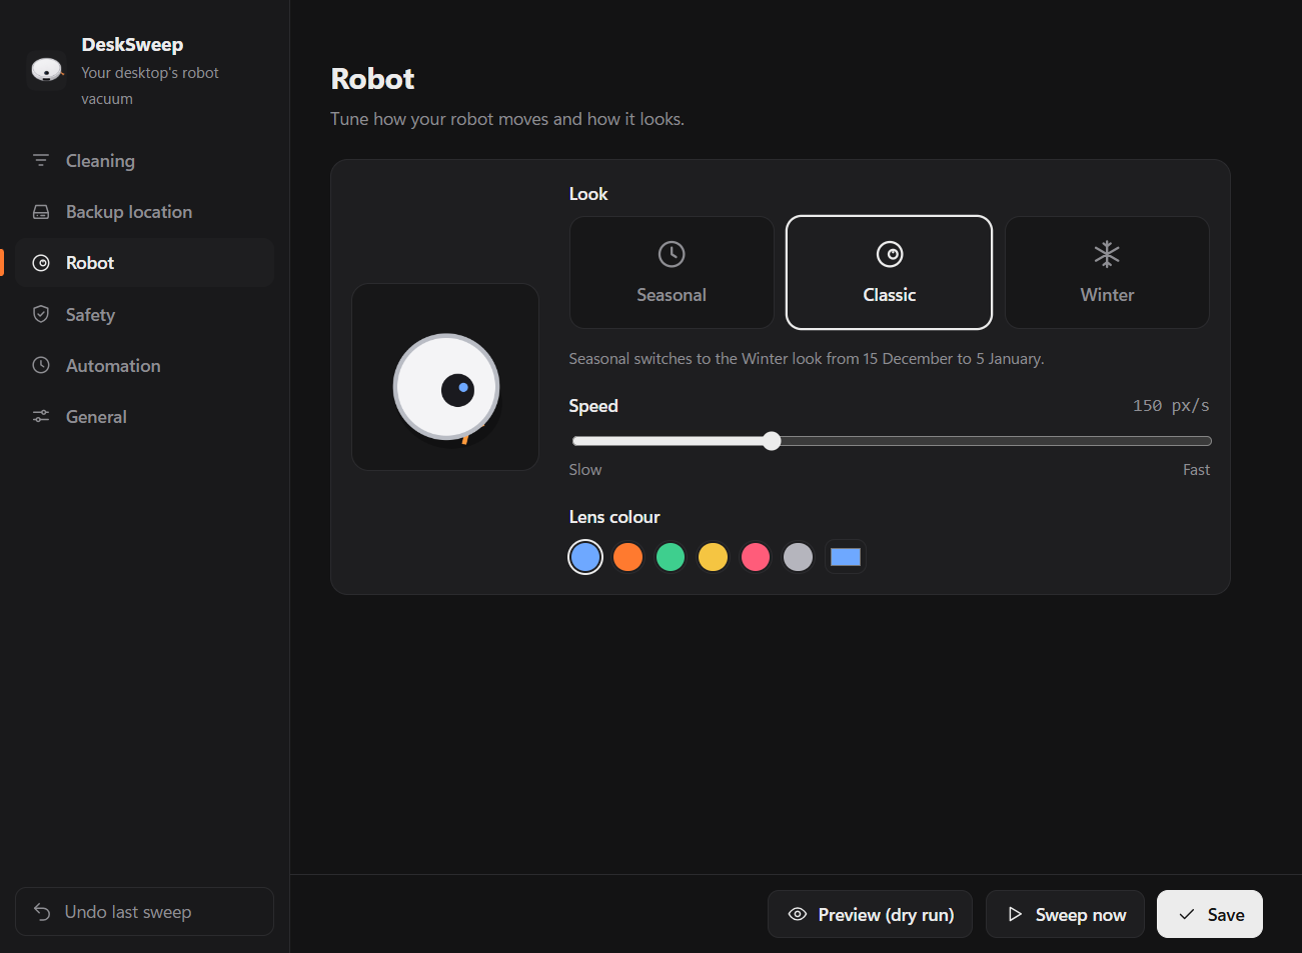 DeskSweep
Your desktop's robot
vacuum
Cleaning
Backup location
Robot
Safety
Automation
General
Undo last sweep
Robot
Tune how your robot moves and how it looks.
Look
Seasonal
Classic
Winter
Seasonal switches to the Winter look from 15 December to 5 January.
Speed
150 px/s
Slow
Fast
Lens colour
Preview (dry run)
Sweep now
Save